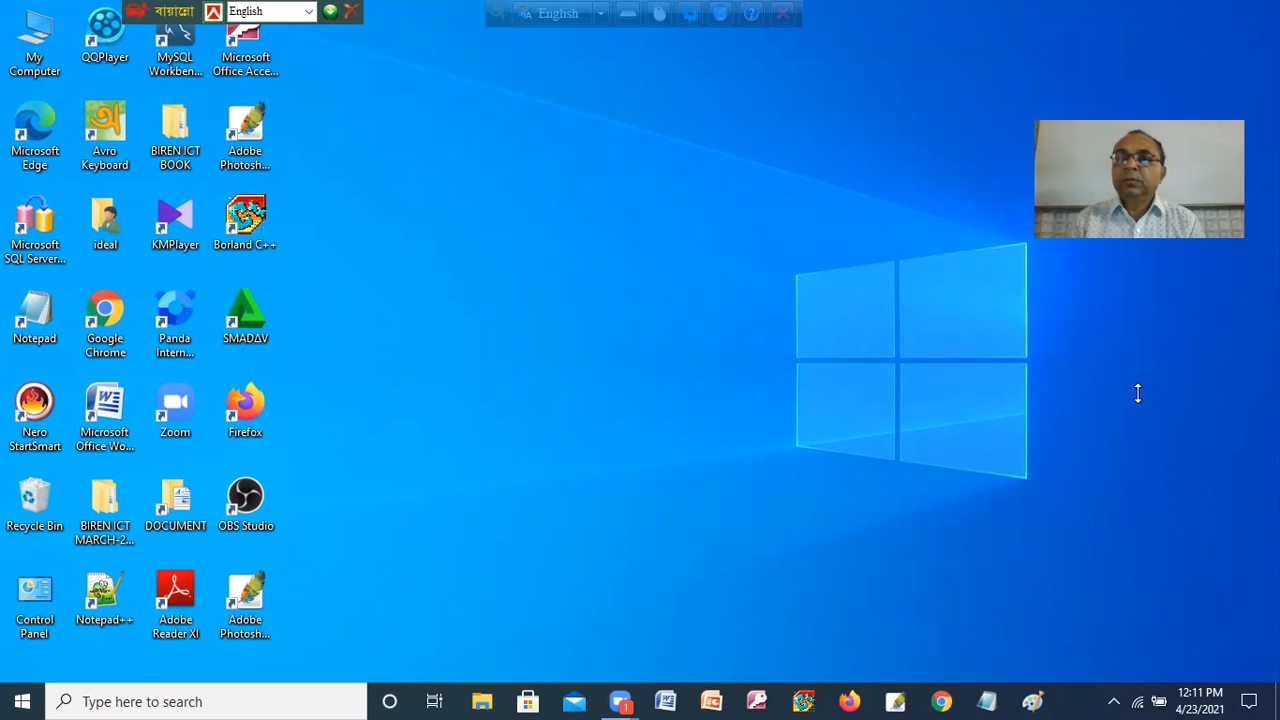 বায়ান্নো English
English
My
Computer
QQPlayer
MySQL
Workben...
Microsoft
Office Acce...
Microsoft
Edge
Avro
Keyboard
BIREN ICT
BOOK
Adobe
Photosh...
Microsoft
SQL Server...
ideal
KMPlayer
Borland C++
Notepad
Google
Chrome
Panda
Intern...
SMADΔV
Nero
StartSmart
Microsoft
Office Wo...
Zoom
Firefox
Recycle Bin
BIREN ICT
MARCH-2...
DOCUMENT
OBS Studio
Control
Panel
Notepad++
Adobe
Reader XI
Adobe
Photosh...
Type here to search
1
12:11 PM
4/23/2021